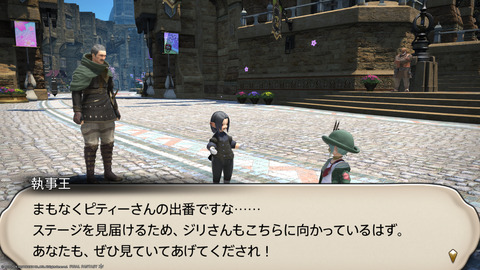 執事王
まもなくピティーさんの出番ですな……
ステージを見届けるため、ジリさんもこちらに向かっているはず。
あなたも、ぜひ見ていてあげてくだされ！
FINAL FANTASY XIV